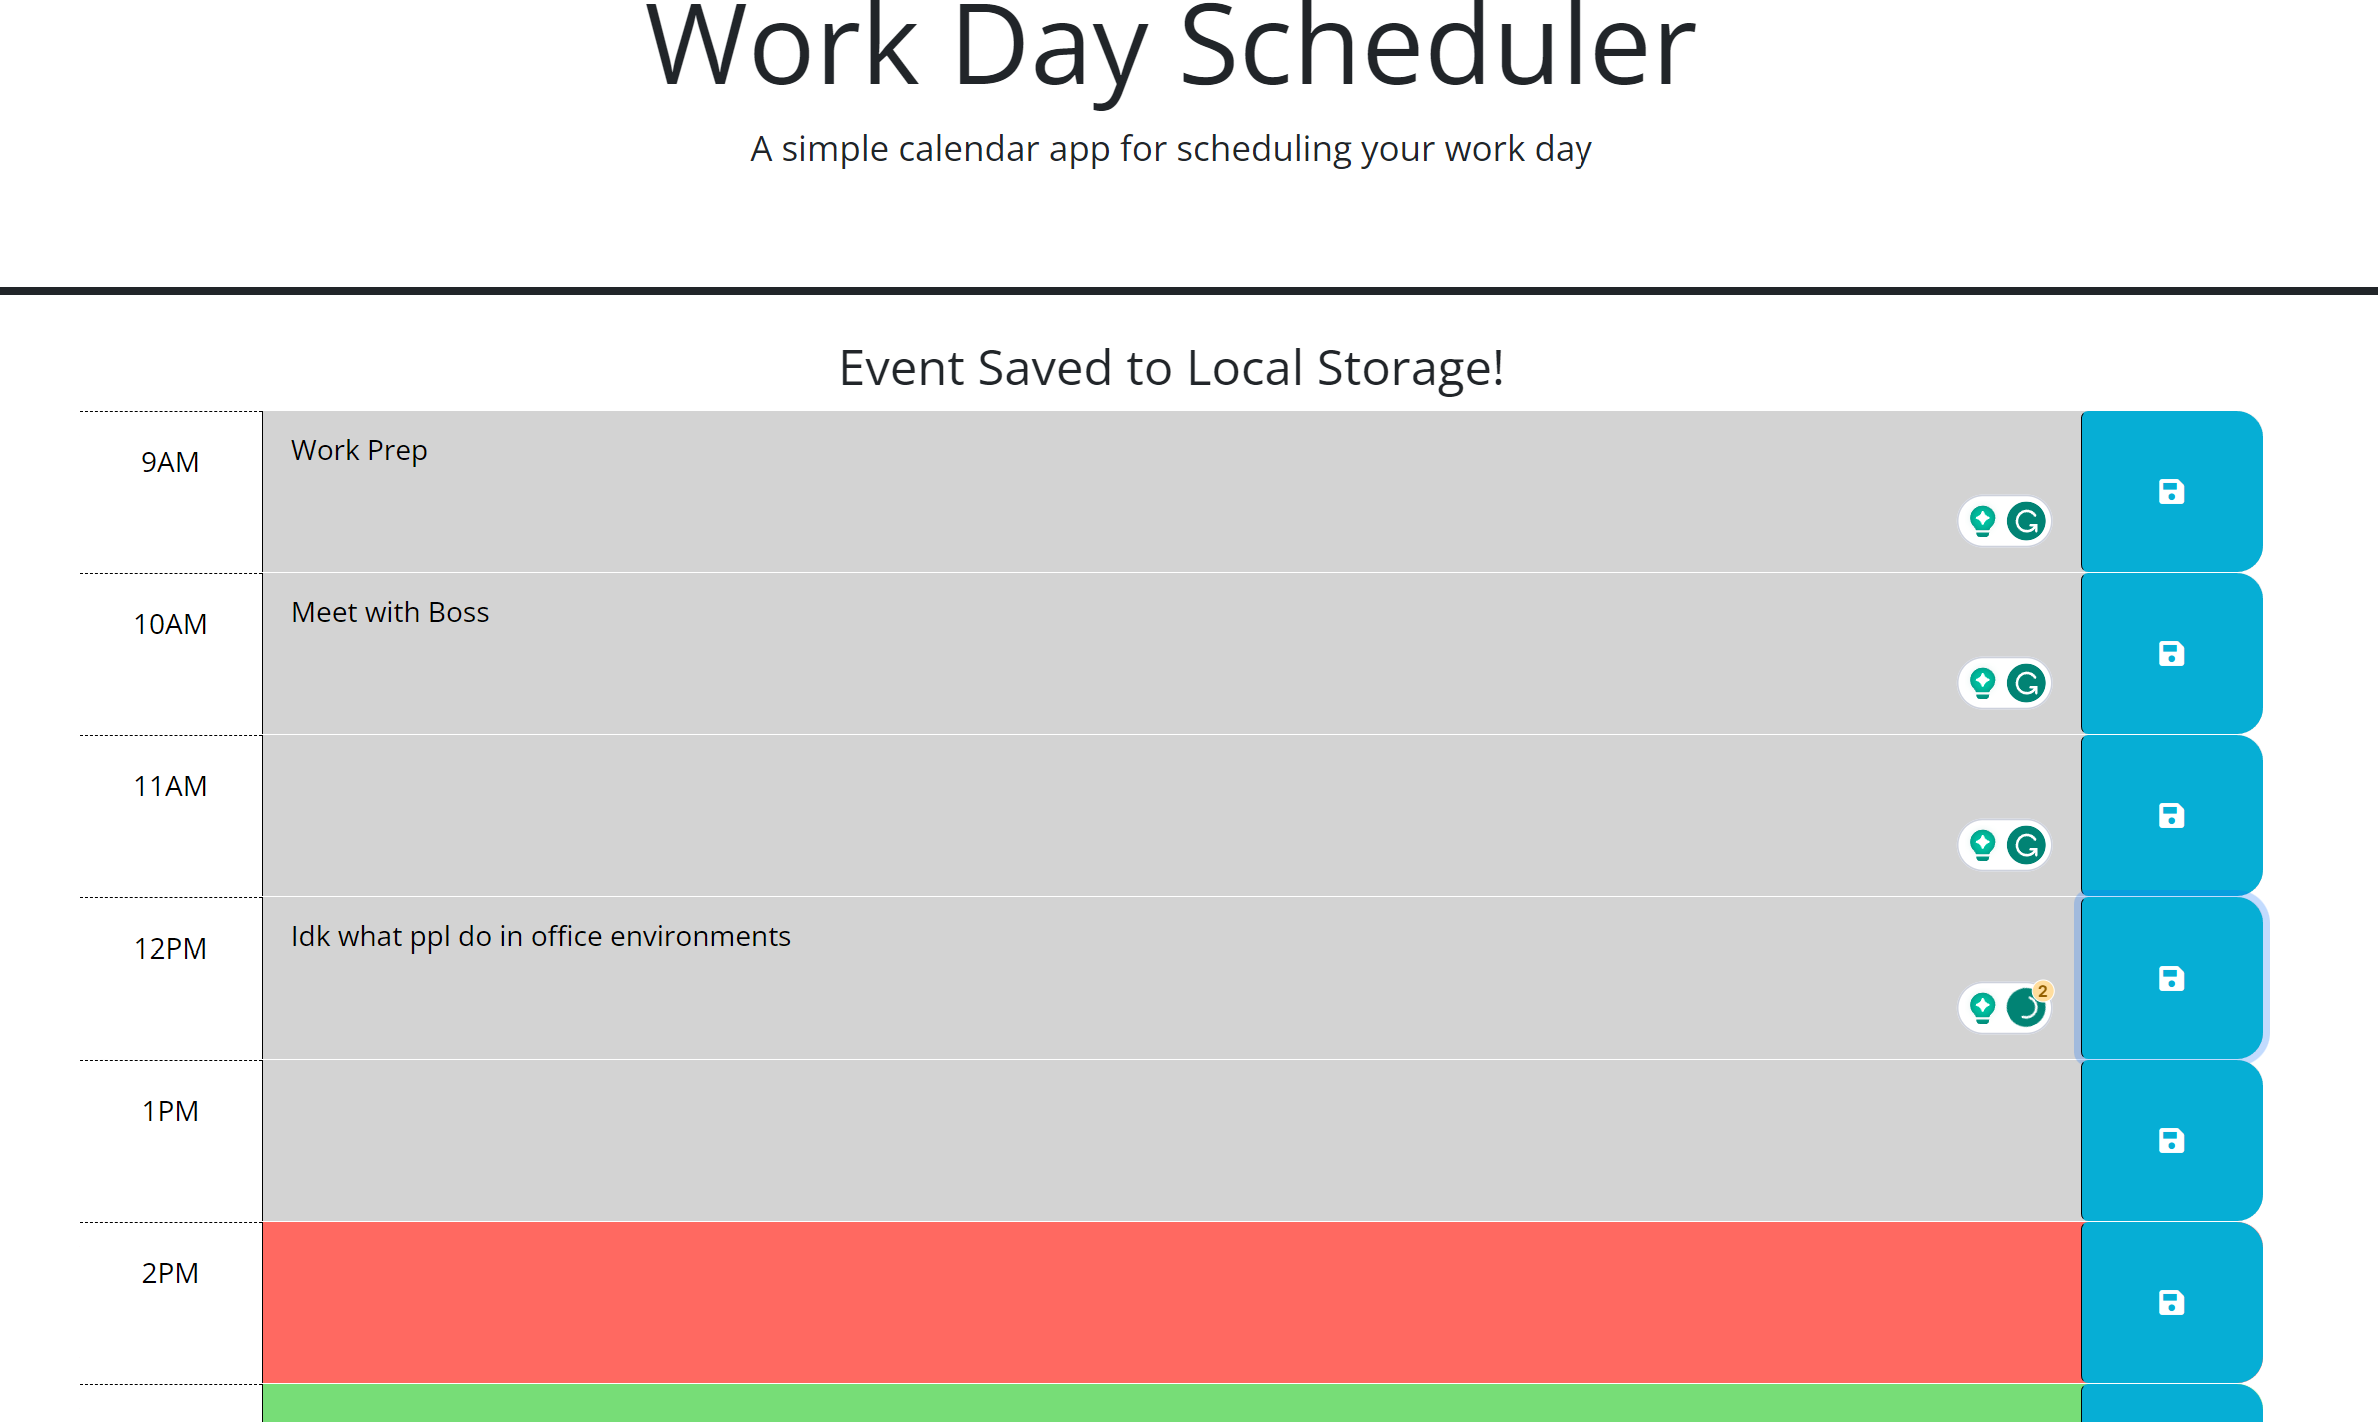 Work Day Scheduler
A simple calendar app for scheduling your work day
Event Saved to Local Storage!
9AM
Work Prep
10AM
Meet with Boss
11AM
12PM
Idk what ppl do in office environments
2
1PM
2PM